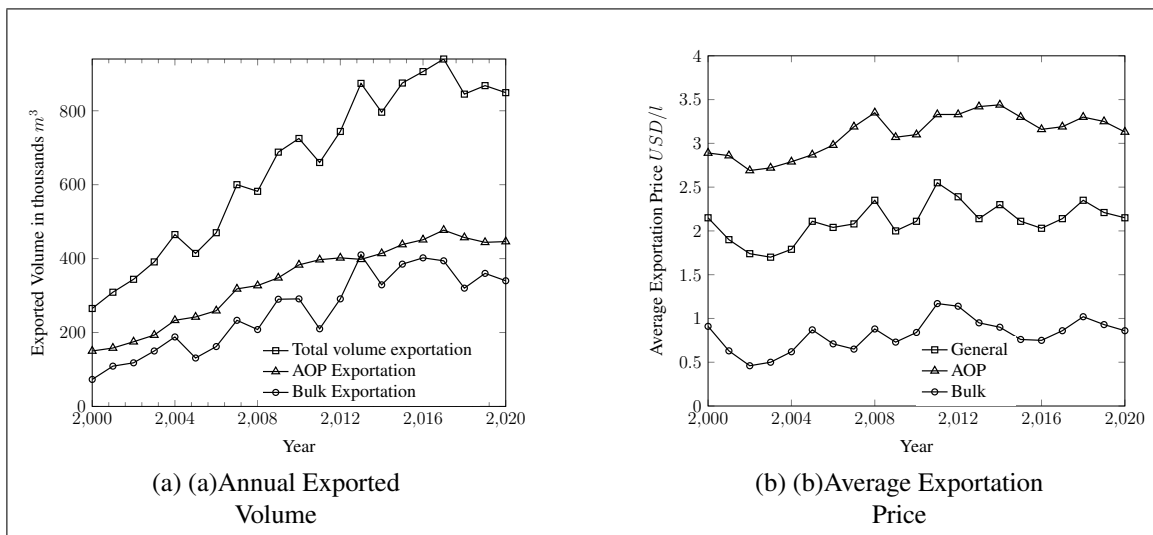 800
600
400
200
0
2,000 2,004 2,008 2,012 2,016 2,020
Exported Volume in thousands m³
Year
Total volume exportation
AOP Exportation
Bulk Exportation
(a) (a)Annual Exported
Volume
4
3.5
3
2.5
2
1.5
1
0.5
0
2,000 2,004 2,008 2,012 2,016 2,020
Average Exportation Price USD/l
Year
General
AOP
Bulk
(b) (b)Average Exportation
Price